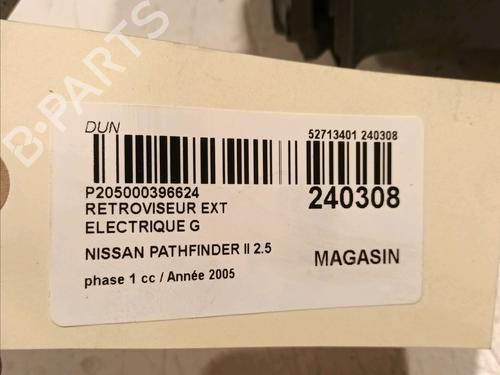 B-PARTS
DUN
52713401 240308
P205000396624
RETROVISEUR EXT
ELECTRIQUE G
240308
NISSAN PATHFINDER II 2.5
MAGASIN
phase 1 cc / Année 2005